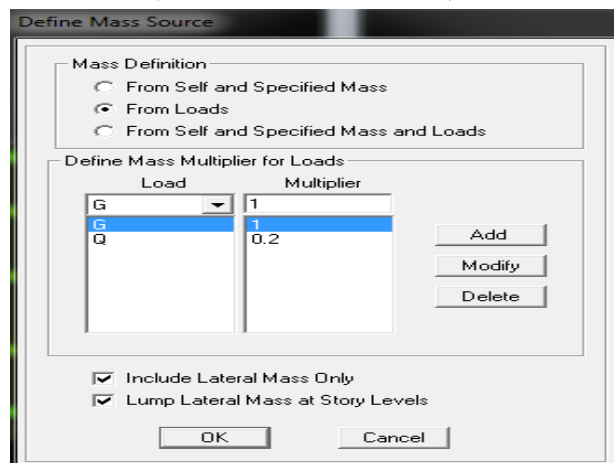 Define Mass Source
Mass Definition
From Self and Specified Mass
From Loads
From Self and Specified Mass and Loads
Define Mass Multiplier for Loads
Load Multiplier
G 1
G 1
Q 0.2
Add
Modify
Delete
Include Lateral Mass Only
Lump Lateral Mass at Story Levels
OK Cancel